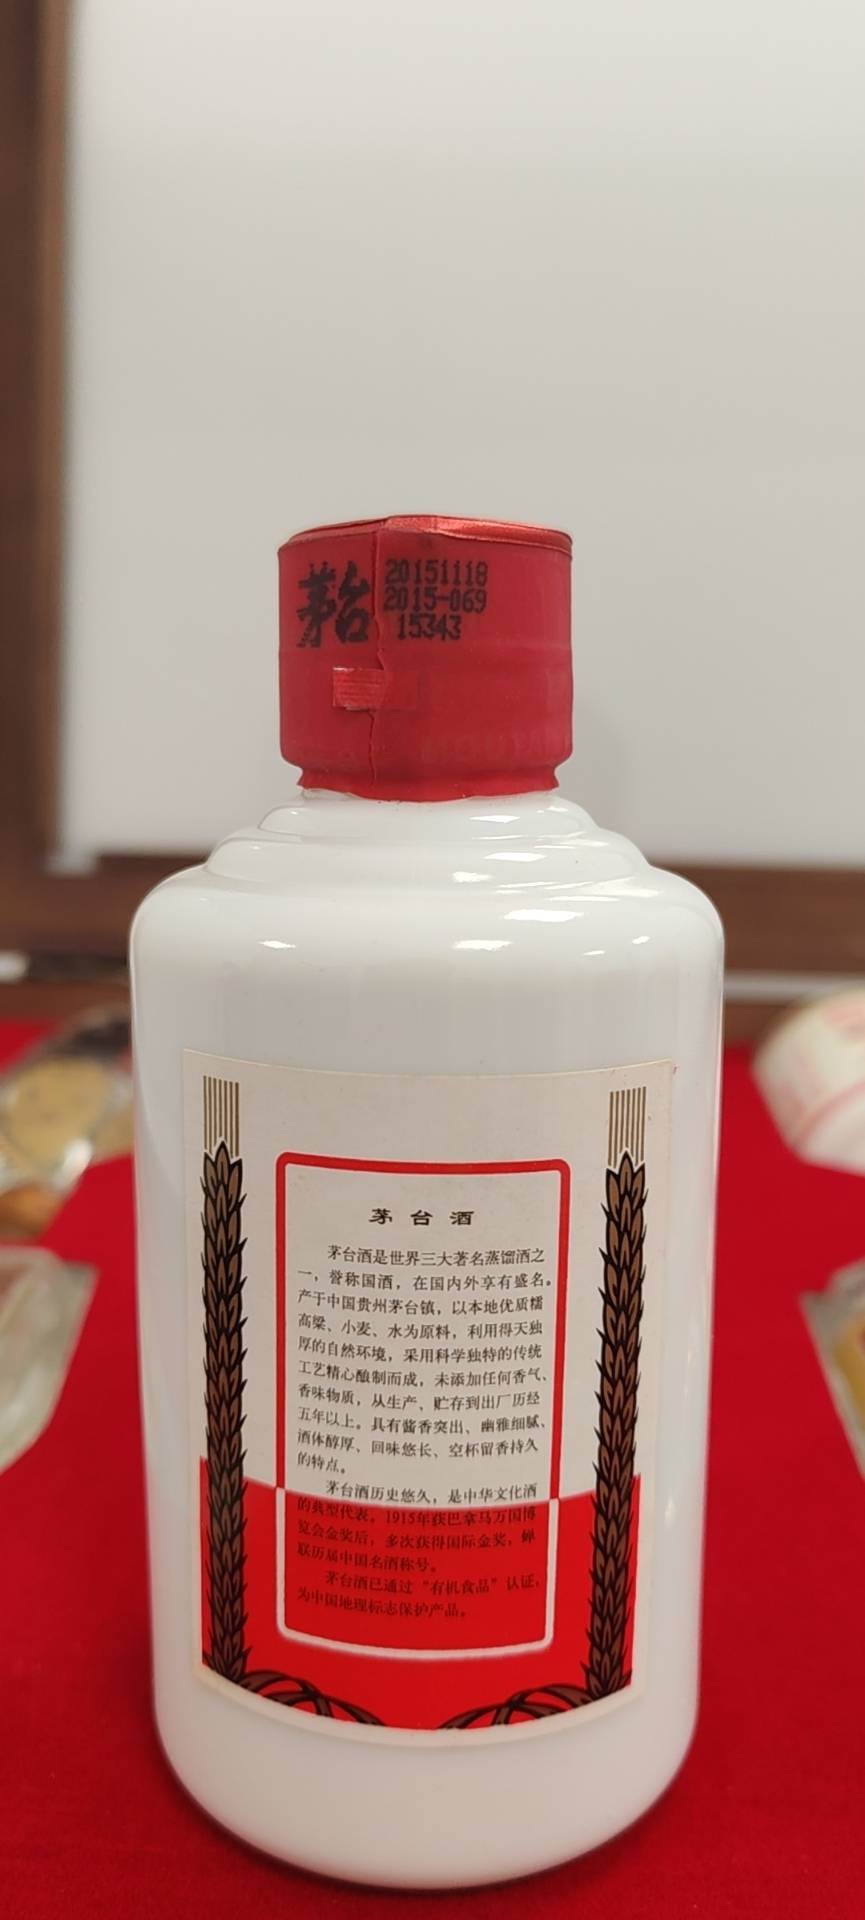 茅台
20151118
2015-069
15343
茅台酒
茅台酒是世界三大著名蒸馏酒之
一，誉称国酒，在国内外享有盛名。
产于中国贵州茅台镇，以本地优质糯
高粱、小麦、水为原料，利用得天独
厚的自然环境，采用科学独特的传统
工艺精心酿制而成，未添加任何香气、
香味物质，从生产、贮存到出厂历经
五年以上。具有酱香突出、幽雅细腻、
酒体醇厚、回味悠长、空杯留香持久
的特点。
茅台酒历史悠久，是中华文化酒
的典型代表。1915年获巴拿马万国博
览会金奖后，多次获得国际金奖，蝉
联历届中国名酒称号。
茅台酒已通过“有机食品”认证，
为中国地理标志保护产品。